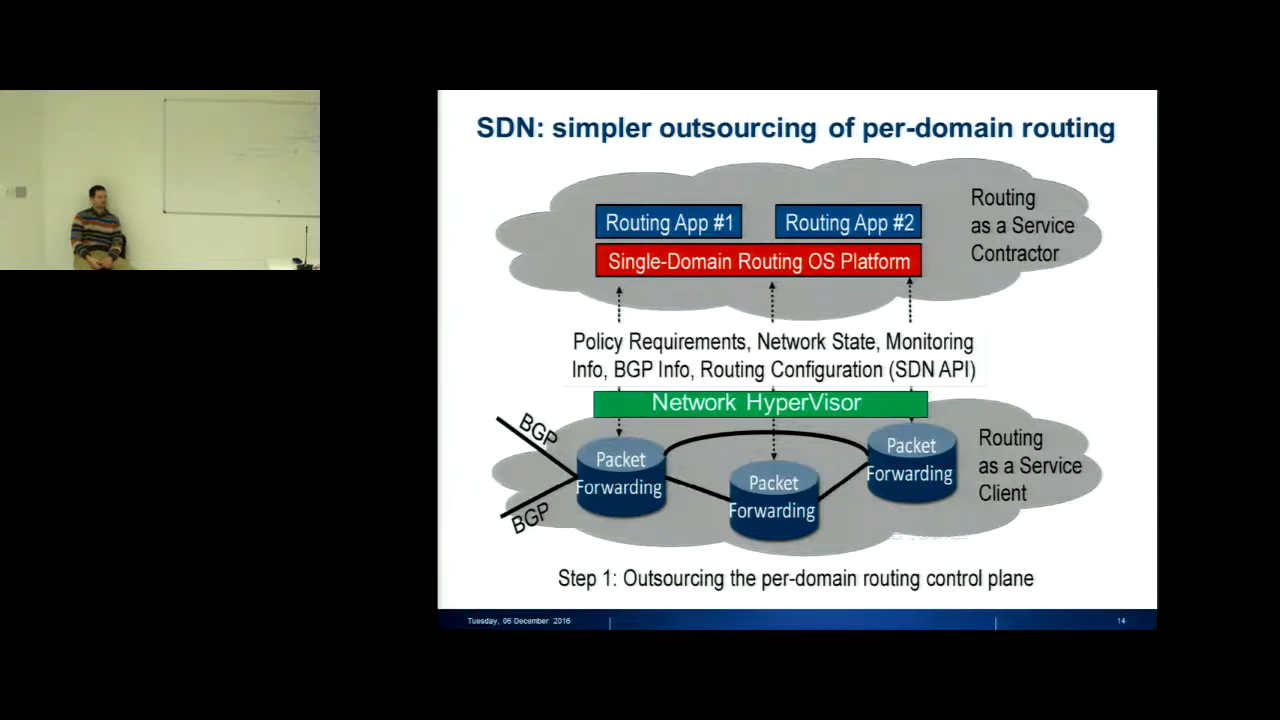 SDN: simpler outsourcing of per-domain routing
Routing App #1
Routing App #2
Single-Domain Routing OS Platform
Routing
as a Service
Contractor
Policy Requirements, Network State, Monitoring
Info, BGP Info, Routing Configuration (SDN API)
Network HyperVisor
BGP
BGP
Packet
Forwarding
Packet
Forwarding
Packet
Forwarding
Routing
as a Service
Client
Step 1: Outsourcing the per-domain routing control plane
Tuesday, 06 December 2016
14